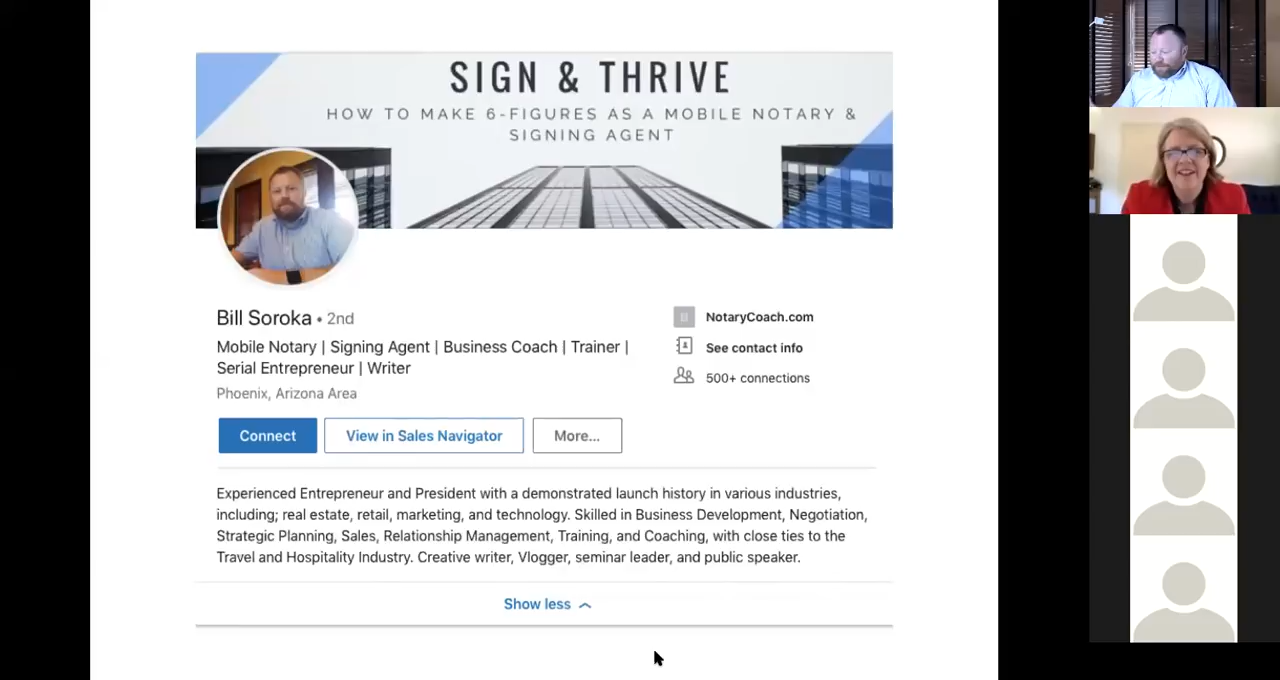 SIGN & THRIVE
HOW TO MAKE 6-FIGURES AS A MOBILE NOTARY &
SIGNING AGENT
Bill Soroka • 2nd
Mobile Notary | Signing Agent | Business Coach | Trainer |
Serial Entrepreneur | Writer
Phoenix, Arizona Area
NotaryCoach.com
See contact info
500+ connections
Connect
View in Sales Navigator
More...
Experienced Entrepreneur and President with a demonstrated launch history in various industries,
including; real estate, retail, marketing, and technology. Skilled in Business Development, Negotiation,
Strategic Planning, Sales, Relationship Management, Training, and Coaching, with close ties to the
Travel and Hospitality Industry. Creative writer, Vlogger, seminar leader, and public speaker.
Show less